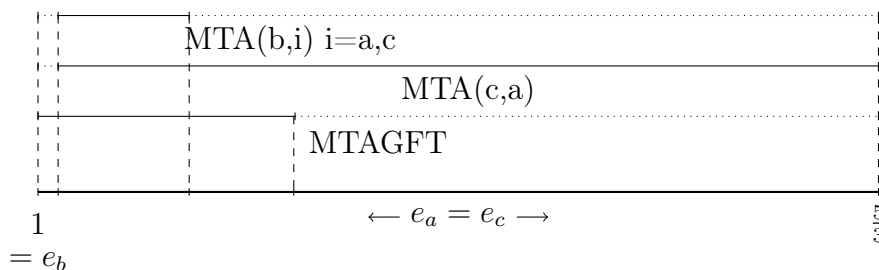 MTA(b,i) i=a,c
MTA(c,a)
MTAGFT
← e_a = e_c →
1
= e_b